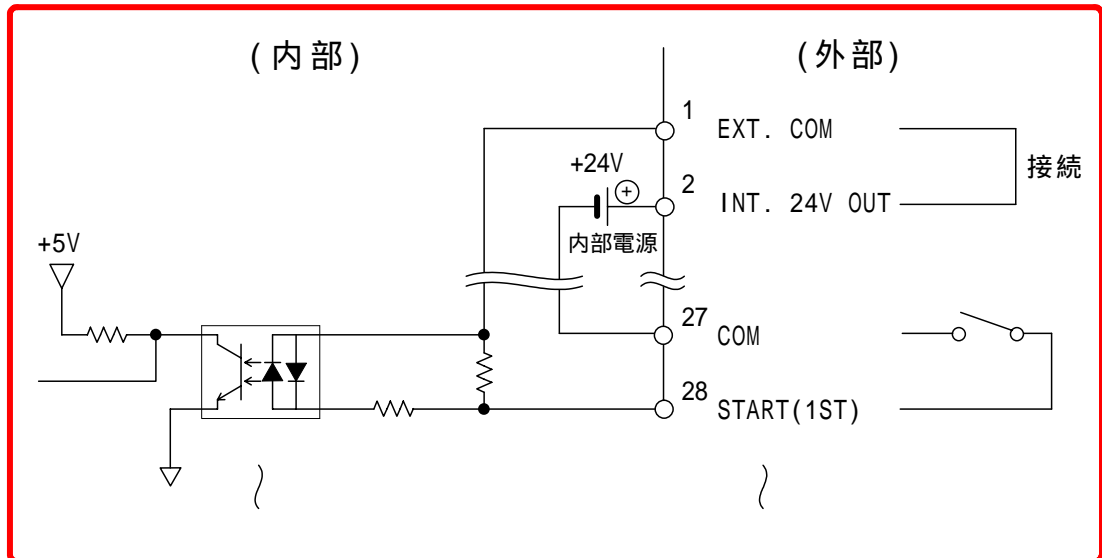 (内部)
(外部)
1 EXT. COM
接続
+24V
+
2 INT. 24V OUT
内部電源
+5V
27 COM
28 START(1ST)